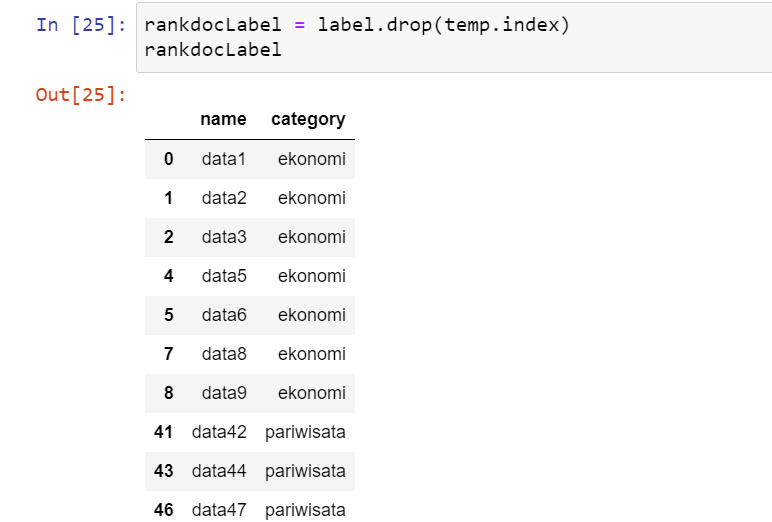 In [25]: rankdocLabel = label.drop(temp.index)
rankdocLabel
Out[25]:
name category
0 data1 ekonomi
1 data2 ekonomi
2 data3 ekonomi
4 data5 ekonomi
5 data6 ekonomi
7 data8 ekonomi
8 data9 ekonomi
41 data42 pariwisata
43 data44 pariwisata
46 data47 pariwisata